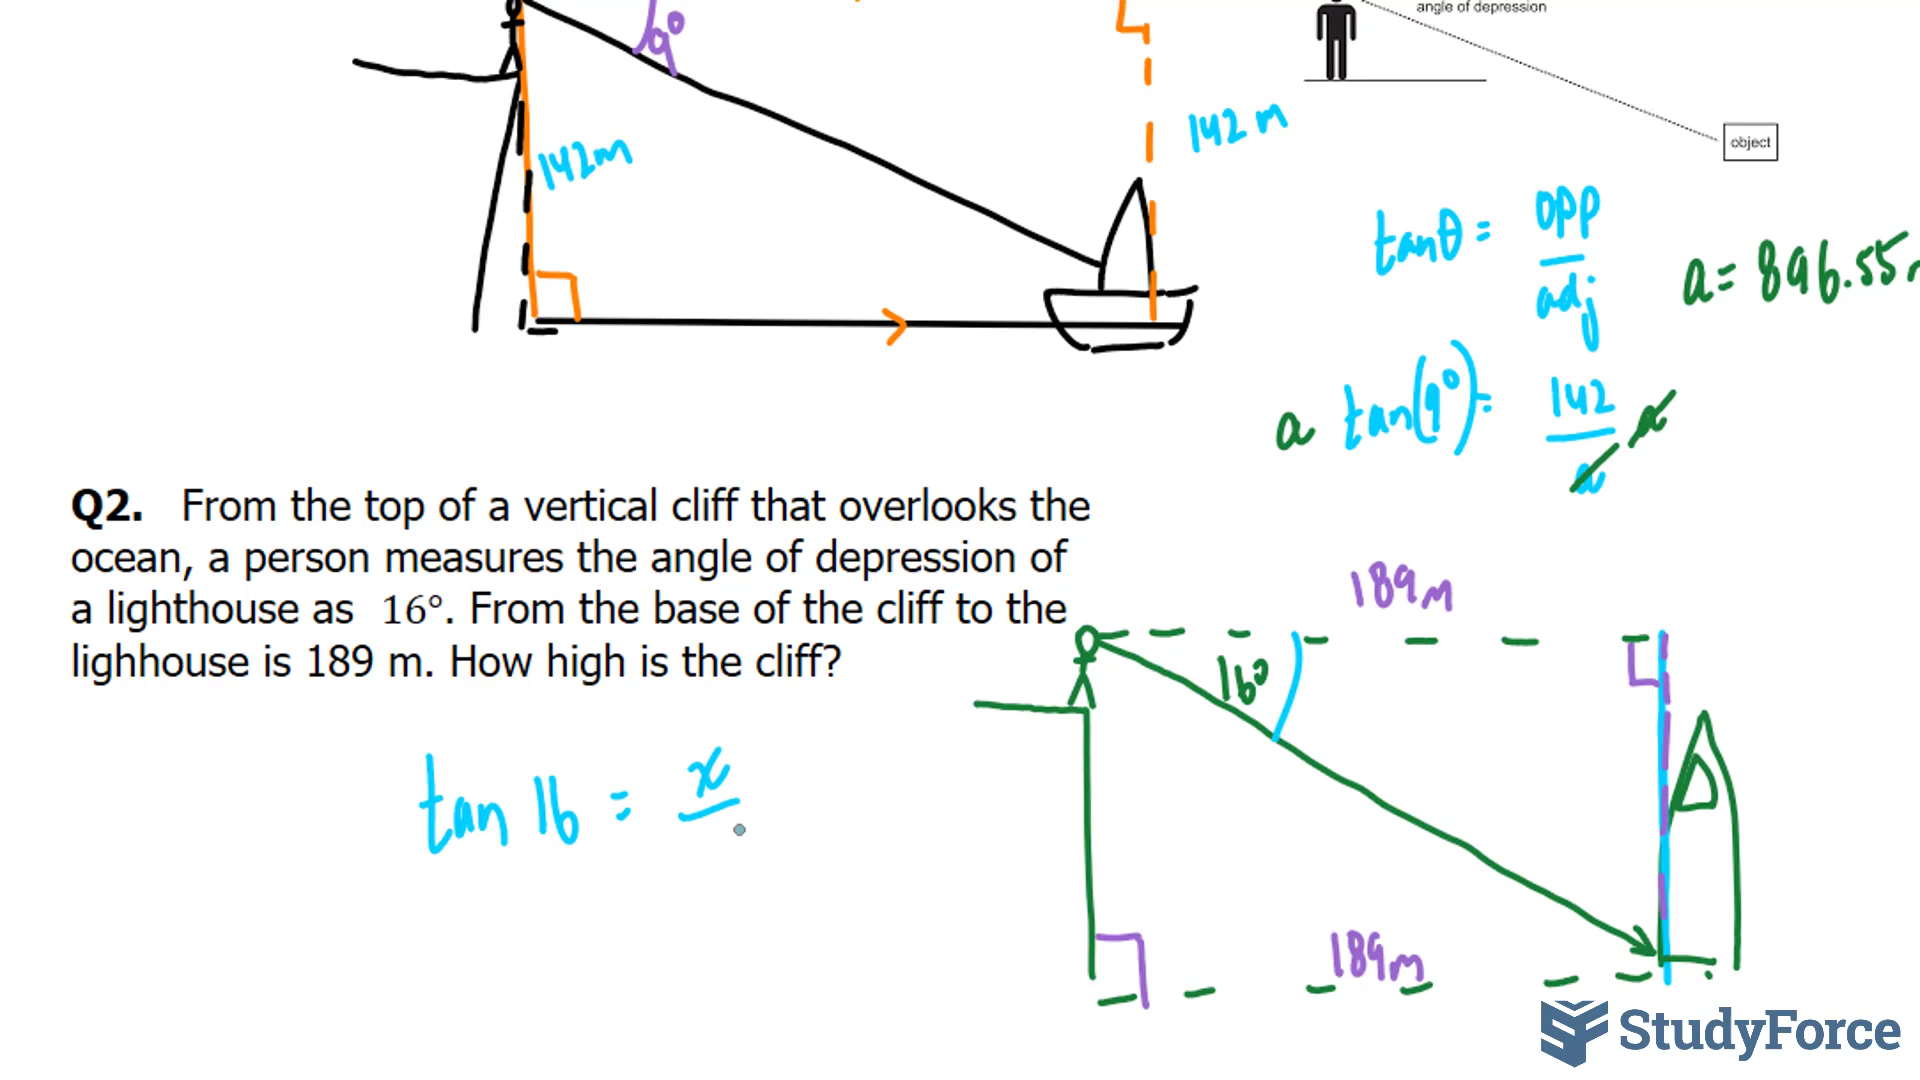 angle of depression
9°
142m
142 m
object
tanθ = opp
adj
a = 896.55
a tan(9°) = 142 a
a
Q2. From the top of a vertical cliff that overlooks the
ocean, a person measures the angle of depression of
a lighthouse as 16°. From the base of the cliff to the
lighhouse is 189 m. How high is the cliff?
189m
16°
tan 16 = x
189m
StudyForce